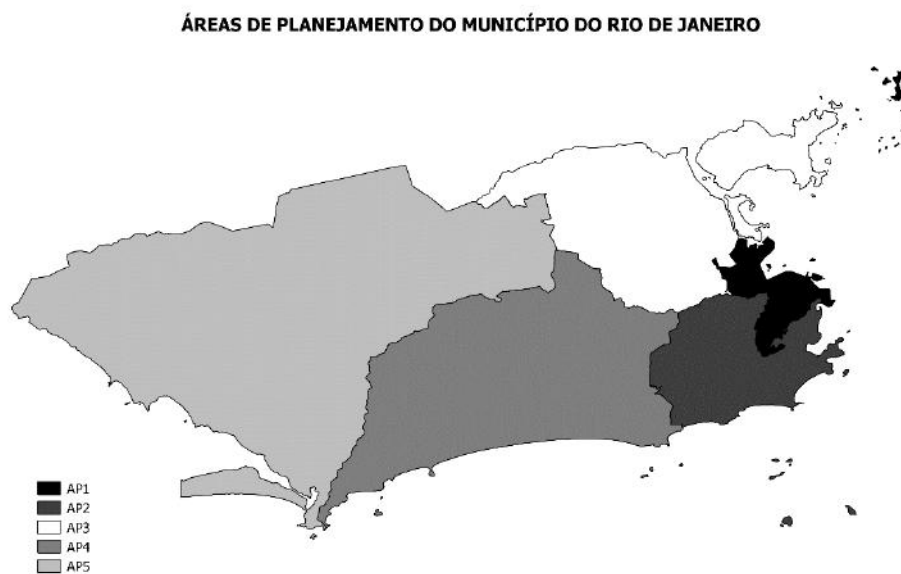 ÁREAS DE PLANEJAMENTO DO MUNICÍPIO DO RIO DE JANEIRO
AP1
AP2
AP3
AP4
AP5